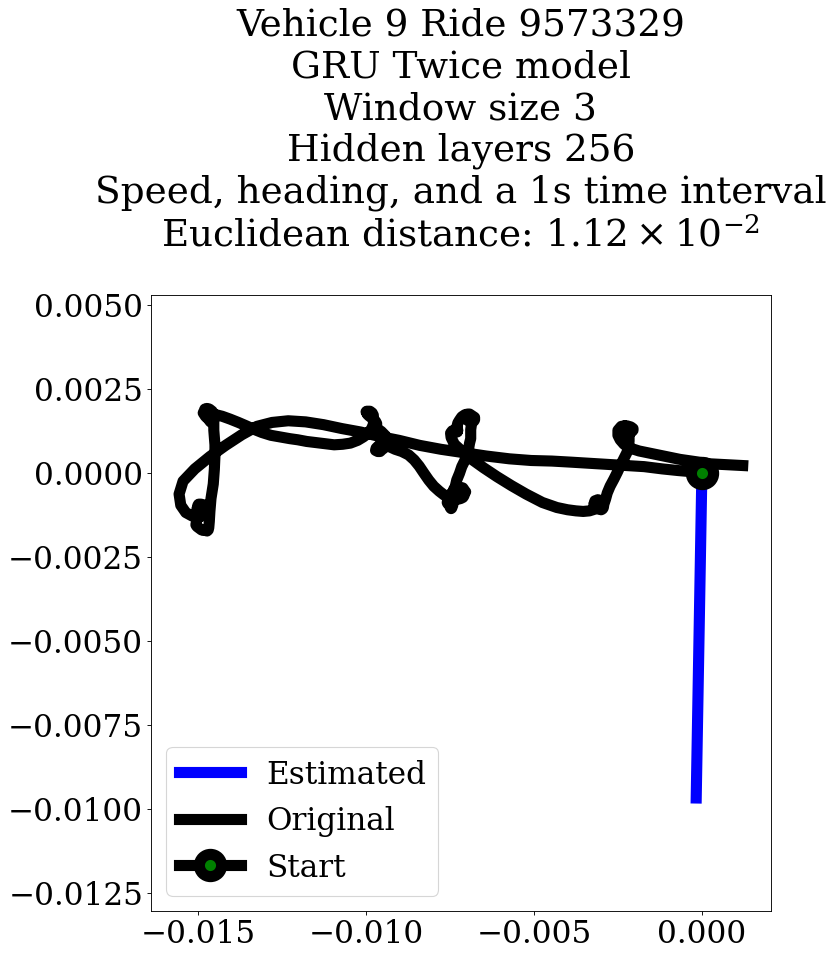 Vehicle 9 Ride 9573329
GRU Twice model
Window size 3
Hidden layers 256
Speed, heading, and a 1s time interval
Euclidean distance: 1.12 × 10⁻²
0.0050
0.0025
0.0000
−0.0025
−0.0050
−0.0075
−0.0100
−0.0125
Estimated
Original
Start
−0.015 −0.010 −0.005 0.000